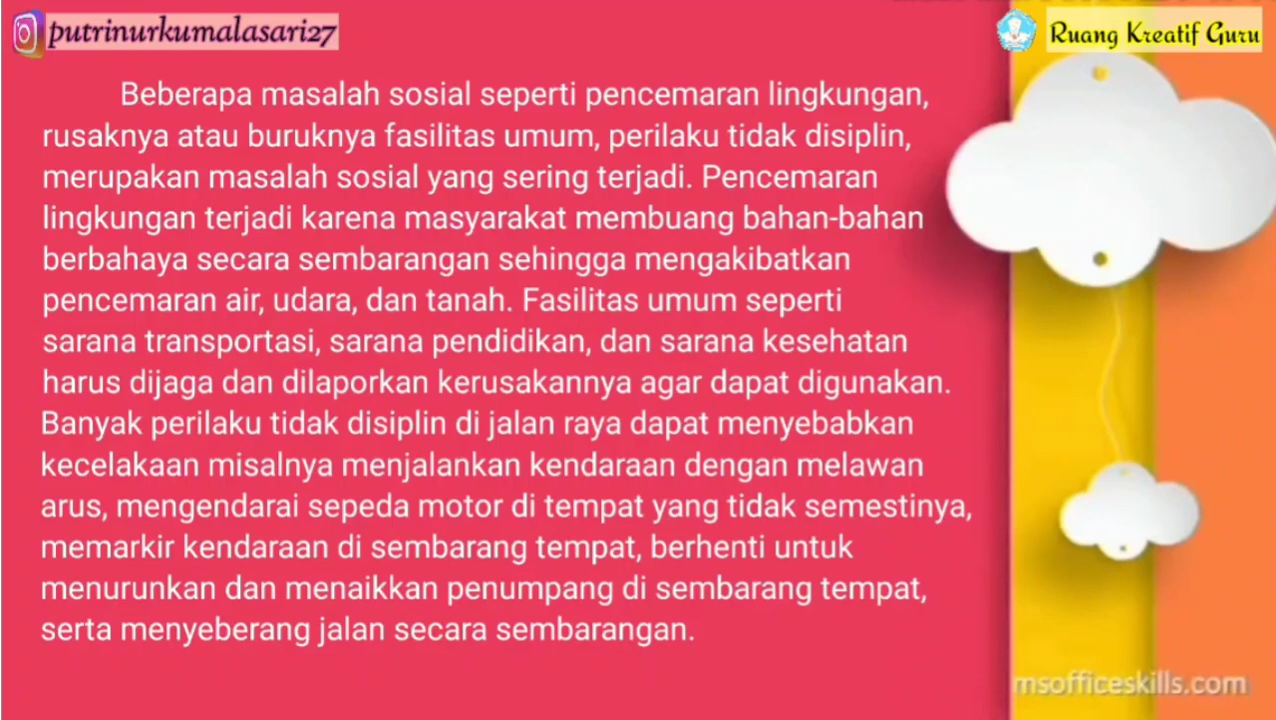 putrinurkumalasari27
Ruang Kreatif Guru
Beberapa masalah sosial seperti pencemaran lingkungan,
rusaknya atau buruknya fasilitas umum, perilaku tidak disiplin,
merupakan masalah sosial yang sering terjadi. Pencemaran
lingkungan terjadi karena masyarakat membuang bahan-bahan
berbahaya secara sembarangan sehingga mengakibatkan
pencemaran air, udara, dan tanah. Fasilitas umum seperti
sarana transportasi, sarana pendidikan, dan sarana kesehatan
harus dijaga dan dilaporkan kerusakannya agar dapat digunakan.
Banyak perilaku tidak disiplin di jalan raya dapat menyebabkan
kecelakaan misalnya menjalankan kendaraan dengan melawan
arus, mengendarai sepeda motor di tempat yang tidak semestinya,
memarkir kendaraan di sembarang tempat, berhenti untuk
menurunkan dan menaikkan penumpang di sembarang tempat,
serta menyeberang jalan secara sembarangan.
msofficeskills.com